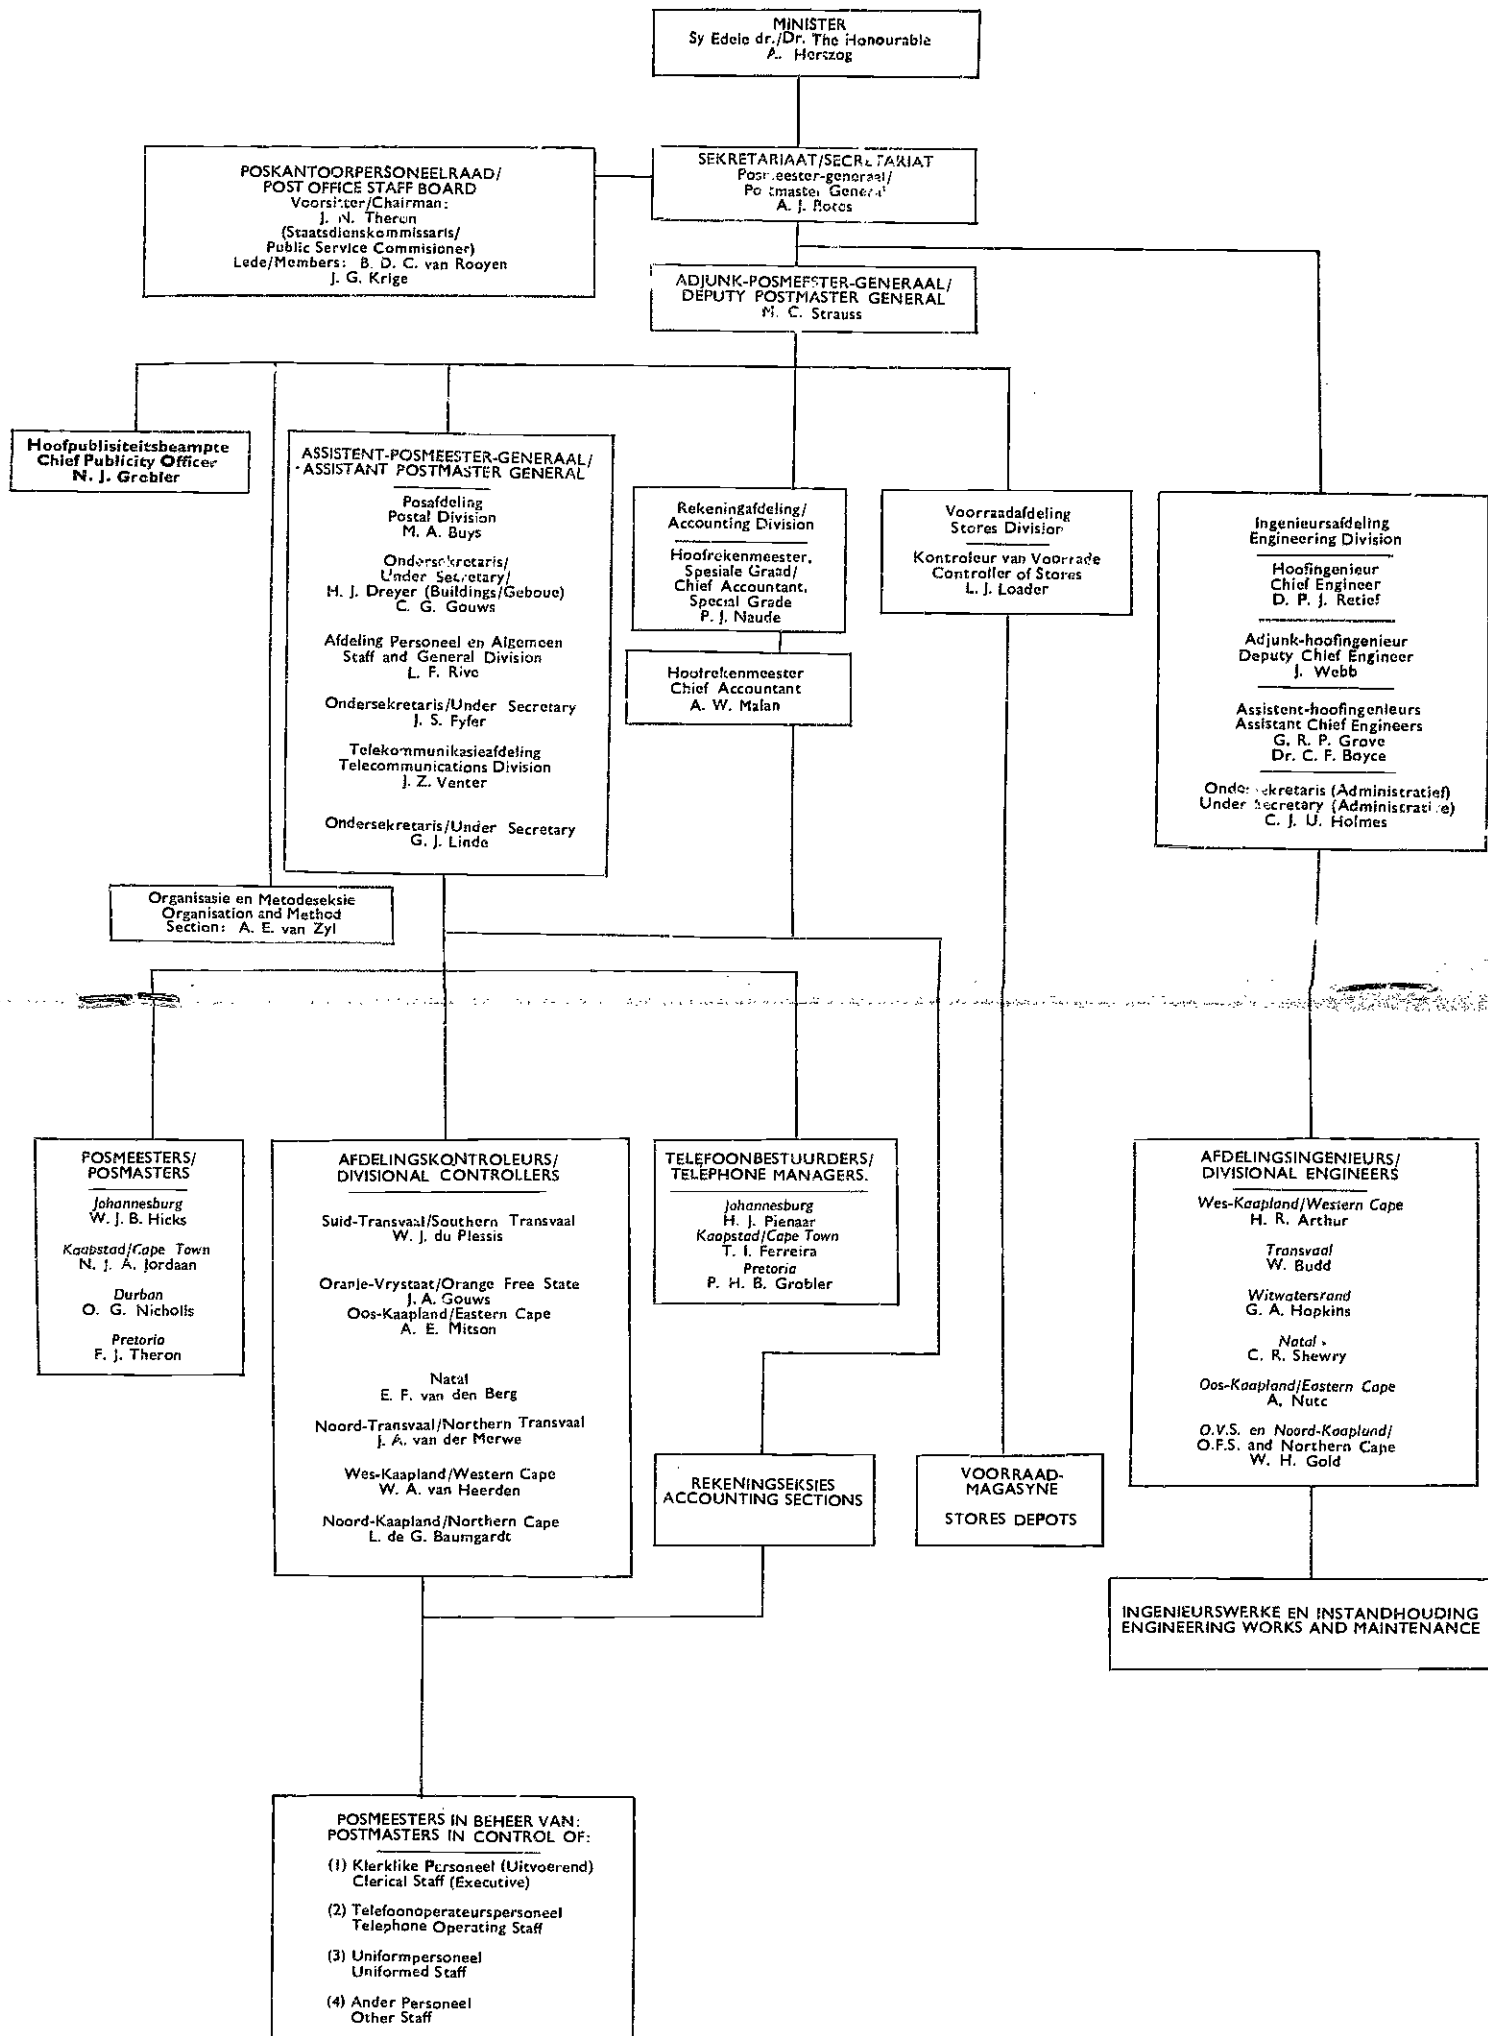 MINISTER
Sy Edele dr./Dr. The Honourable
A. Hertzog
POSKANTOORPERSONEELRAAD/
POST OFFICE STAFF BOARD
Voorsitter/Chairman:
J. N. Theron
(Staatsdienskommissaris/
Public Service Commisioner)
Lede/Members: B. D. C. van Rooyen
J. G. Krige
SEKRETARIAAT/SECRETARIAT
Posmeester-generaal/
Postmaster General
A. J. Botes
ADJUNK-POSMEESTER-GENERAAL/
DEPUTY POSTMASTER GENERAL
M. C. Strauss
Hoofpublisiteitsbeampte
Chief Publicity Officer
N. J. Grobler
ASSISTENT-POSMEESTER-GENERAAL/
ASSISTANT POSTMASTER GENERAL
Posafdeling
Postal Division
M. A. Buys
Ondersekretaris/
Under Secretary/
H. J. Dreyer (Buildings/Geboue)
C. G. Gouws
Afdeling Personeel en Algemeen
Staff and General Division
L. F. Rive
Ondersekretaris/Under Secretary
J. S. Fyfer
Telekommunikasieafdeling
Telecommunications Division
J. Z. Venter
Ondersekretaris/Under Secretary
G. J. Linde
Rekeningafdeling/
Accounting Division
Hoofrekenmeester,
Spesiale Graad/
Chief Accountant,
Special Grade
P. J. Naude
Hoofrekenmeester
Chief Accountant
A. W. Malan
Voorraadafdeling
Stores Division
Kontroleur van Voorrade
Controller of Stores
L. J. Loader
Ingenieursafdeling
Engineering Division
Hoofingenieur
Chief Engineer
D. P. J. Retief
Adjunk-hoofingenieur
Deputy Chief Engineer
J. Webb
Assistent-hoofingenieurs
Assistant Chief Engineers
G. R. P. Grove
Dr. C. F. Boyce
Ondersekretaris (Administratief)
Under Secretary (Administrative)
C. J. U. Holmes
Organisasie en Metodeseksie
Organisation and Method
Section: A. E. van Zyl
POSMEESTERS/
POSMASTERS
Johannesburg
W. J. B. Hicks
Kaapstad/Cape Town
N. J. A. Jordaan
Durban
O. G. Nicholls
Pretoria
F. J. Theron
AFDELINGSKONTROLEURS/
DIVISIONAL CONTROLLERS
Suid-Transvaal/Southern Transvaal
W. J. du Plessis
Oranje-Vrystaat/Orange Free State
J. A. Gouws
Oos-Kaapland/Eastern Cape
A. E. Mitson
Natal
E. F. van den Berg
Noord-Transvaal/Northern Transvaal
J. A. van der Merwe
Wes-Kaapland/Western Cape
W. A. van Heerden
Noord-Kaapland/Northern Cape
L. de G. Baumgardt
TELEFOONBESTUURDERS/
TELEPHONE MANAGERS.
Johannesburg
H. J. Pienaar
Kaapstad/Cape Town
T. I. Ferreira
Pretoria
P. H. B. Grobler
AFDELINGSINGENIEURS/
DIVISIONAL ENGINEERS
Wes-Kaapland/Western Cape
H. R. Arthur
Transvaal
W. Budd
Witwatersrand
G. A. Hopkins
Natal
C. R. Shewry
Oos-Kaapland/Eastern Cape
A. Nute
O.V.S. en Noord-Kaapland/
O.F.S. and Northern Cape
W. H. Gold
REKENINGSEKSIES
ACCOUNTING SECTIONS
VOORRAAD-
MAGASYNE
STORES DEPOTS
INGENIEURSWERKE EN INSTANDHOUDING
ENGINEERING WORKS AND MAINTENANCE
POSMEESTERS IN BEHEER VAN:
POSTMASTERS IN CONTROL OF:
(1) Klerklike Personeel (Uitvoerend)
Clerical Staff (Executive)
(2) Telefoonoperateurspersoneel
Telephone Operating Staff
(3) Uniformpersoneel
Uniformed Staff
(4) Ander Personeel
Other Staff